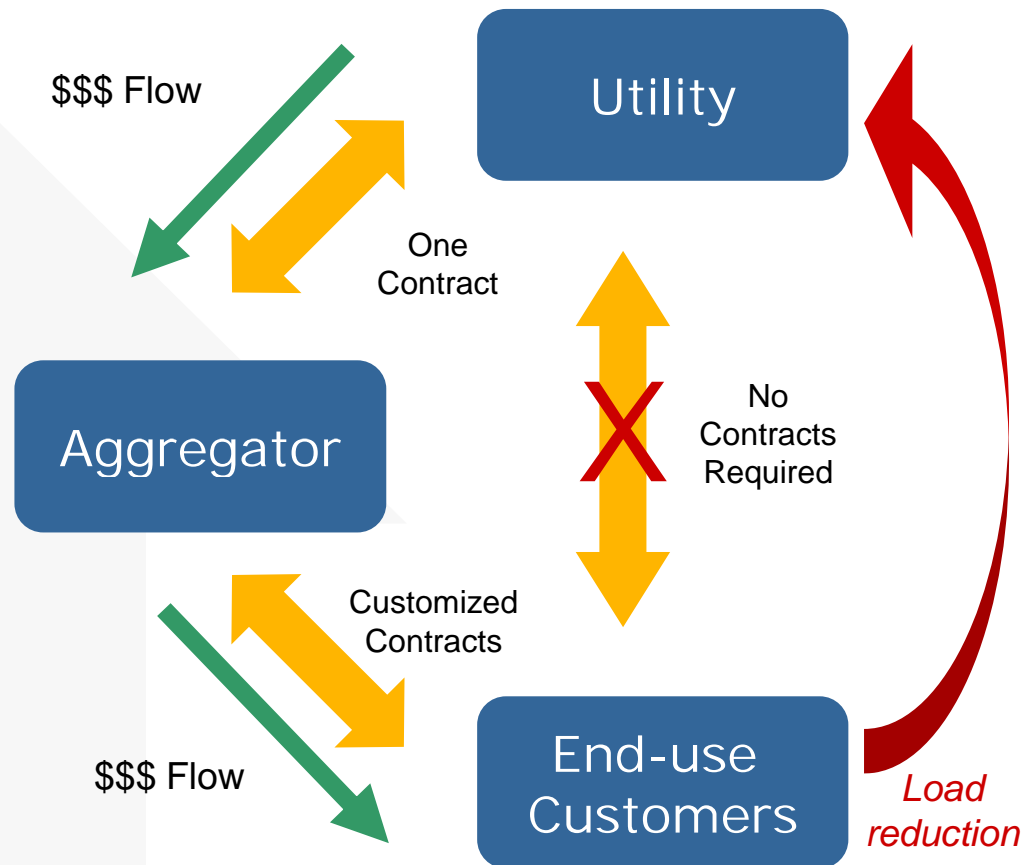 $$$ Flow
Utility
One
Contract
Aggregator
X
No
Contracts
Required
Customized
Contracts
$$$ Flow
End-use
Customers
Load
reduction